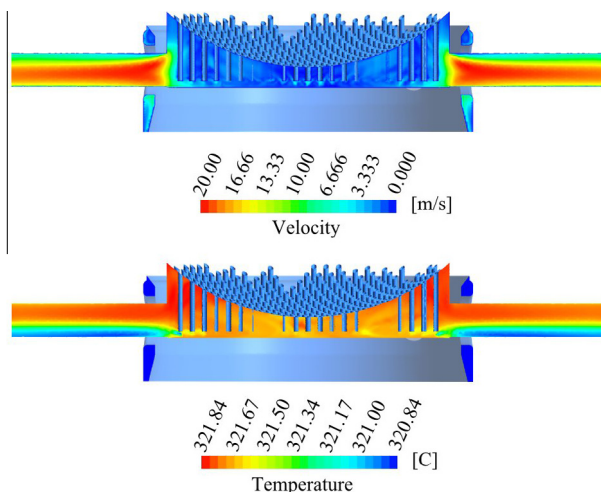 20.00 16.66 13.33 10.00 6.666 3.333 0.000 [m/s]
Velocity
321.84 321.67 321.50 321.34 321.17 321.00 320.84 [C]
Temperature